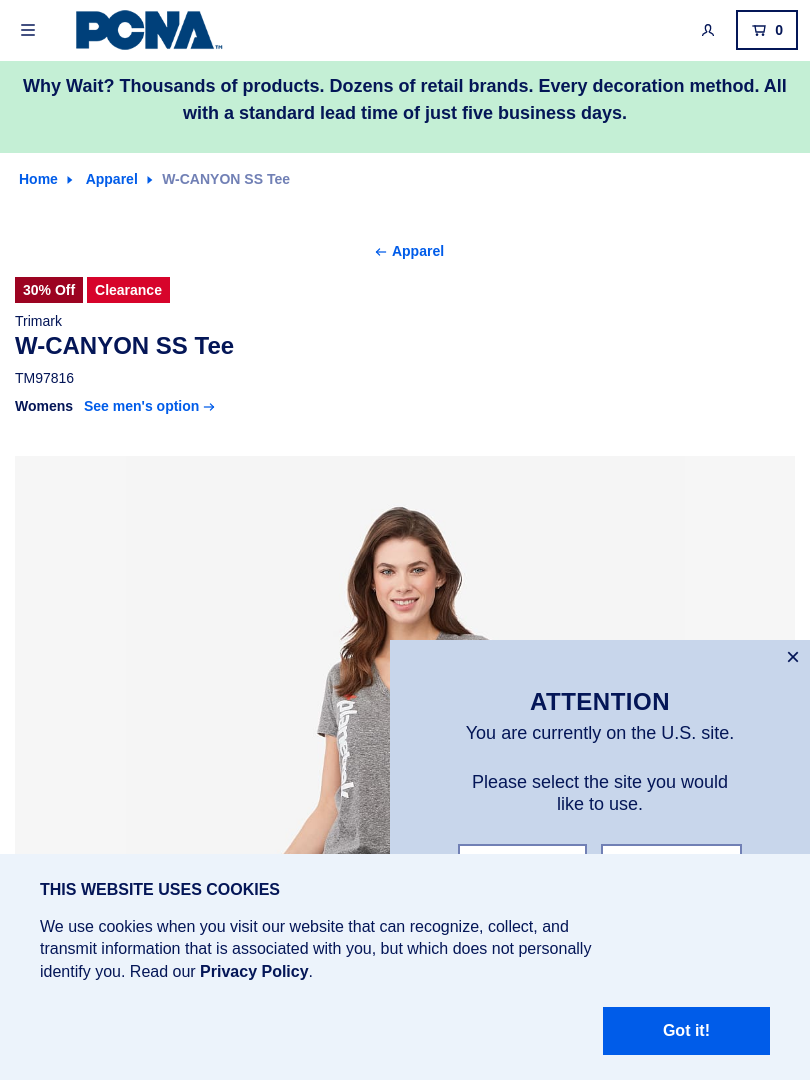 PCNA™
0
Why Wait? Thousands of products. Dozens of retail brands. Every decoration method. All
with a standard lead time of just five business days.
Home Apparel W-CANYON SS Tee
← Apparel
30% Off Clearance
Trimark
W-CANYON SS Tee
TM97816
Womens See men's option →
×
ATTENTION
You are currently on the U.S. site.
Please select the site you would
like to use.
THIS WEBSITE USES COOKIES
We use cookies when you visit our website that can recognize, collect, and
transmit information that is associated with you, but which does not personally
identify you. Read our Privacy Policy.
Got it!